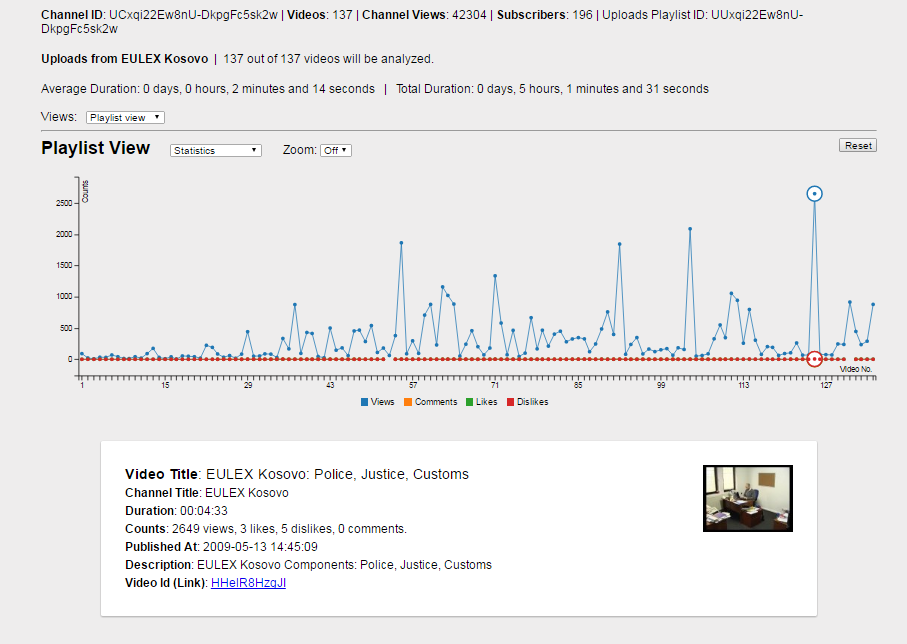 Channel ID: UCxqi22Ew8nU-DkpgFc5sk2w | Videos: 137 | Channel Views: 42304 | Subscribers: 196 | Uploads Playlist ID: UUxqi22Ew8nU-
DkpgFc5sk2w
Uploads from EULEX Kosovo | 137 out of 137 videos will be analyzed.
Average Duration: 0 days, 0 hours, 2 minutes and 14 seconds | Total Duration: 0 days, 5 hours, 1 minutes and 31 seconds
Views: Playlist view
Playlist View Statistics Zoom: Off Reset
Counts
2500
2000
1500
1000
500
0
Video No.
1 15 29 43 57 71 85 99 113 127
Views Comments Likes Dislikes
Video Title: EULEX Kosovo: Police, Justice, Customs
Channel Title: EULEX Kosovo
Duration: 00:04:33
Counts: 2649 views, 3 likes, 5 dislikes, 0 comments.
Published At: 2009-05-13 14:45:09
Description: EULEX Kosovo Components: Police, Justice, Customs
Video Id (Link): HHelR8HzqJI